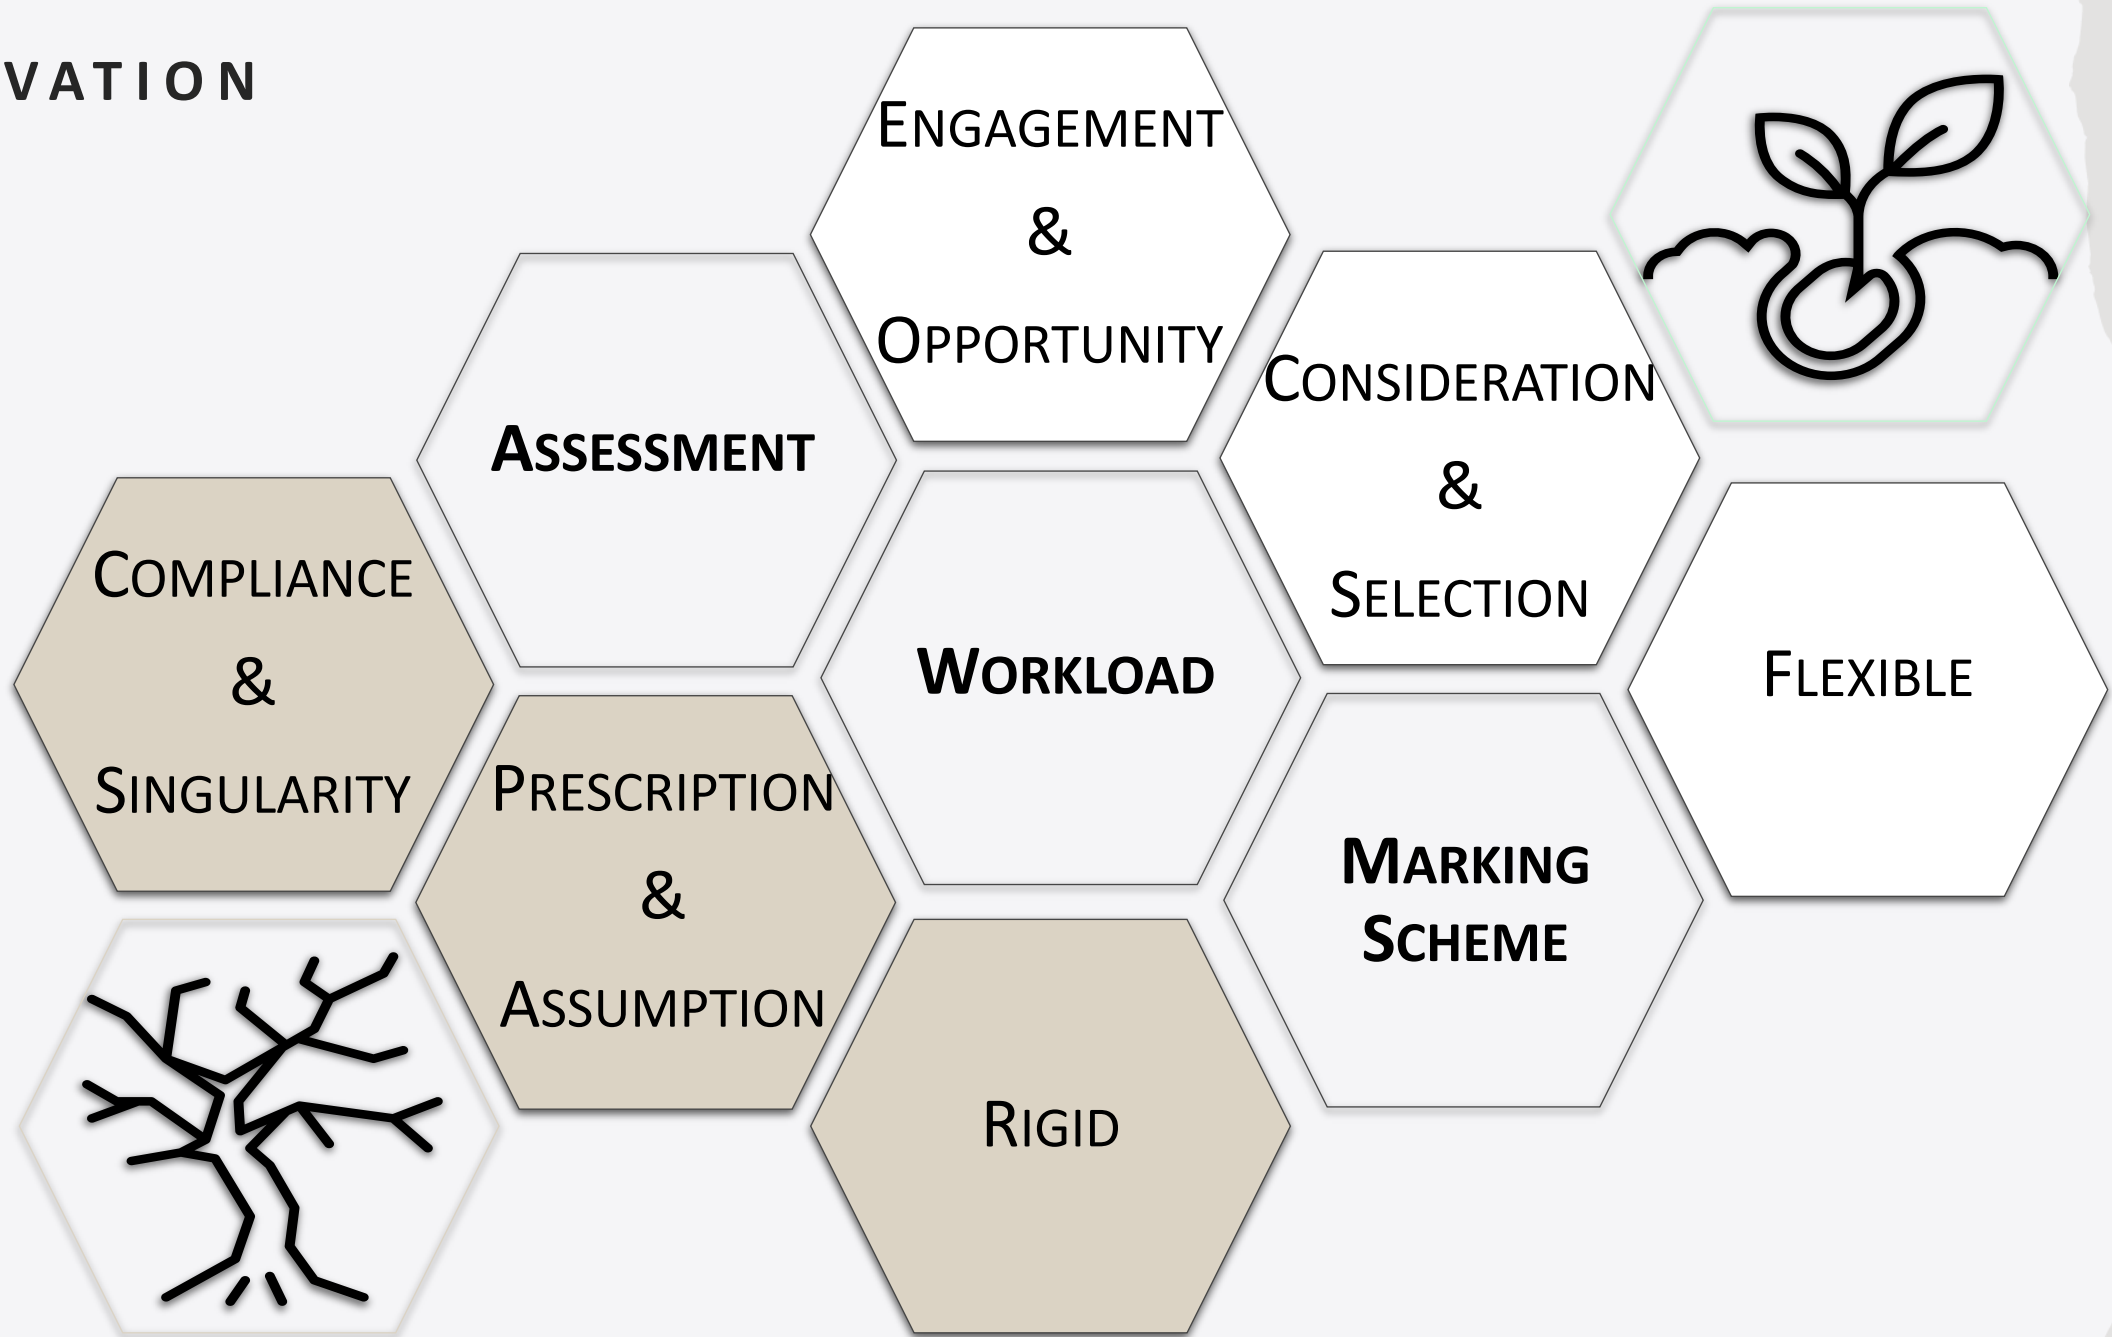 VATION
ENGAGEMENT
&
OPPORTUNITY
ASSESSMENT
CONSIDERATION
&
SELECTION
COMPLIANCE
&
SINGULARITY
WORKLOAD
FLEXIBLE
PRESCRIPTION
&
ASSUMPTION
MARKING
SCHEME
RIGID